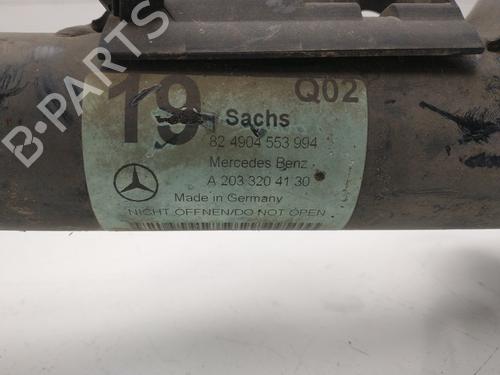 19
Q02
Sachs
82 4904 553 994
Mercedes Benz
A 203 320 41 30
Made in Germany
NICHT ÖFFNEN/DO NOT OPEN
B-PARTS